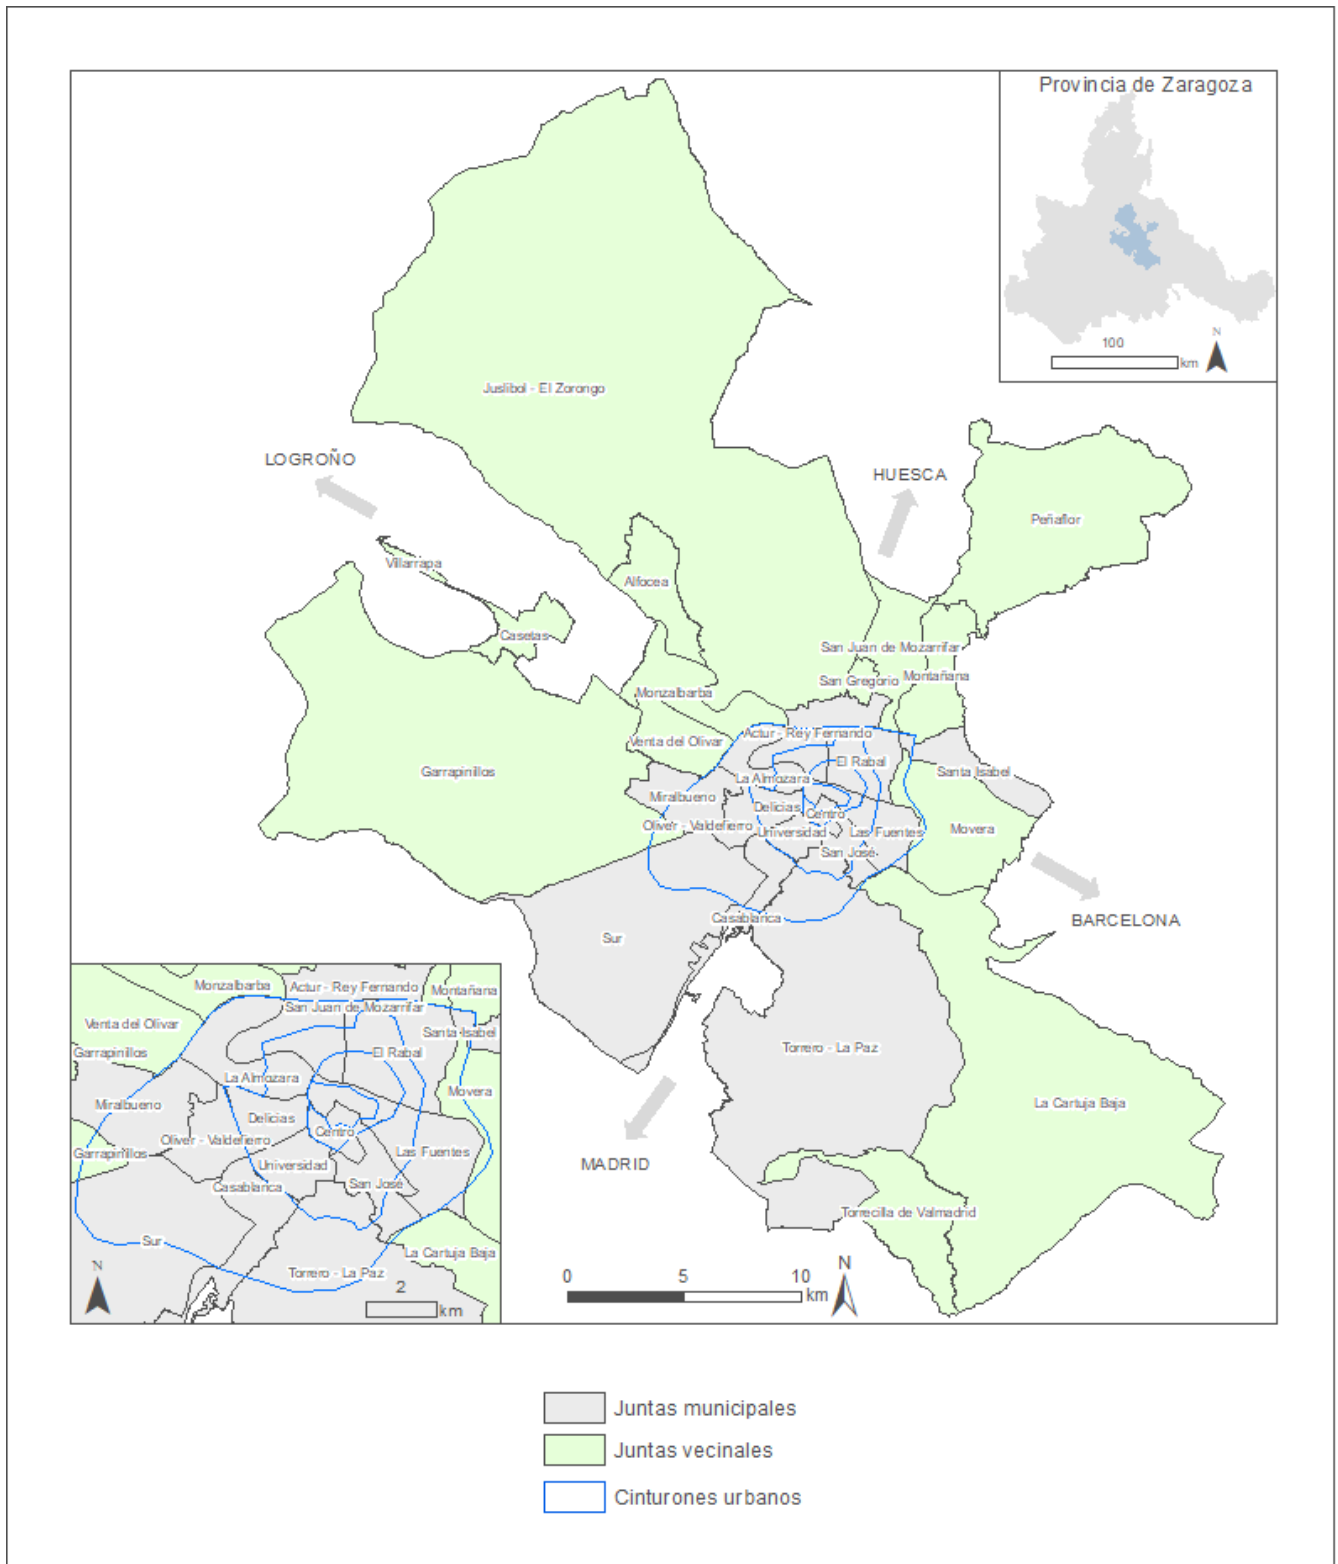 Provincia de Zaragoza
100
km
N
Juslibol - El Zorongo
LOGROÑO
HUESCA
Peñaflor
Villarrapa
Alfocea
Casetas
San Juan de Mozarrifar
San Gregorio
Montañana
Monzalbarba
Actur - Rey Fernando
Venta del Olivar
El Rabal
Garrapinillos
La Almozara
Santa Isabel
Miralbueno
Delicias
Centro
Oliver - Valdefierro
Universidad
Las Fuentes
Movera
San José
BARCELONA
Casablanca
Sur
Torrero - La Paz
La Cartuja Baja
MADRID
Torrecilla de Valmadrid
0 5 10
km
N
Monzalbarba
Actur - Rey Fernando
Montañana
San Juan de Mozarrifar
Venta del Olivar
Santa Isabel
Garrapinillos
El Rabal
La Almozara
Movera
Miralbueno
Delicias
Centro
Oliver - Valdefierro
Las Fuentes
Garrapinillos
Universidad
San José
Casablanca
Sur
La Cartuja Baja
N
Torrero - La Paz
2
km
Juntas municipales
Juntas vecinales
Cinturones urbanos